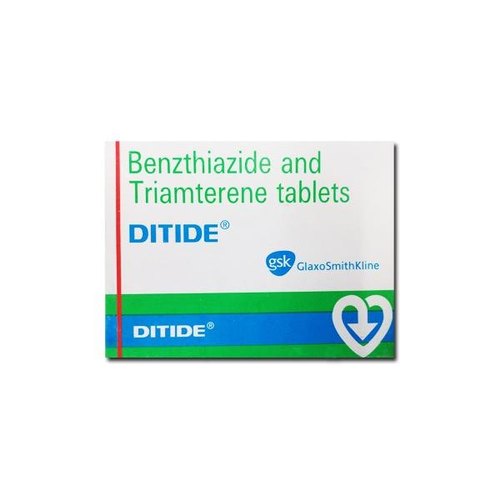 Benzthiazide and
Triamterene tablets
DITIDE®
gsk GlaxoSmithKline
DITIDE®